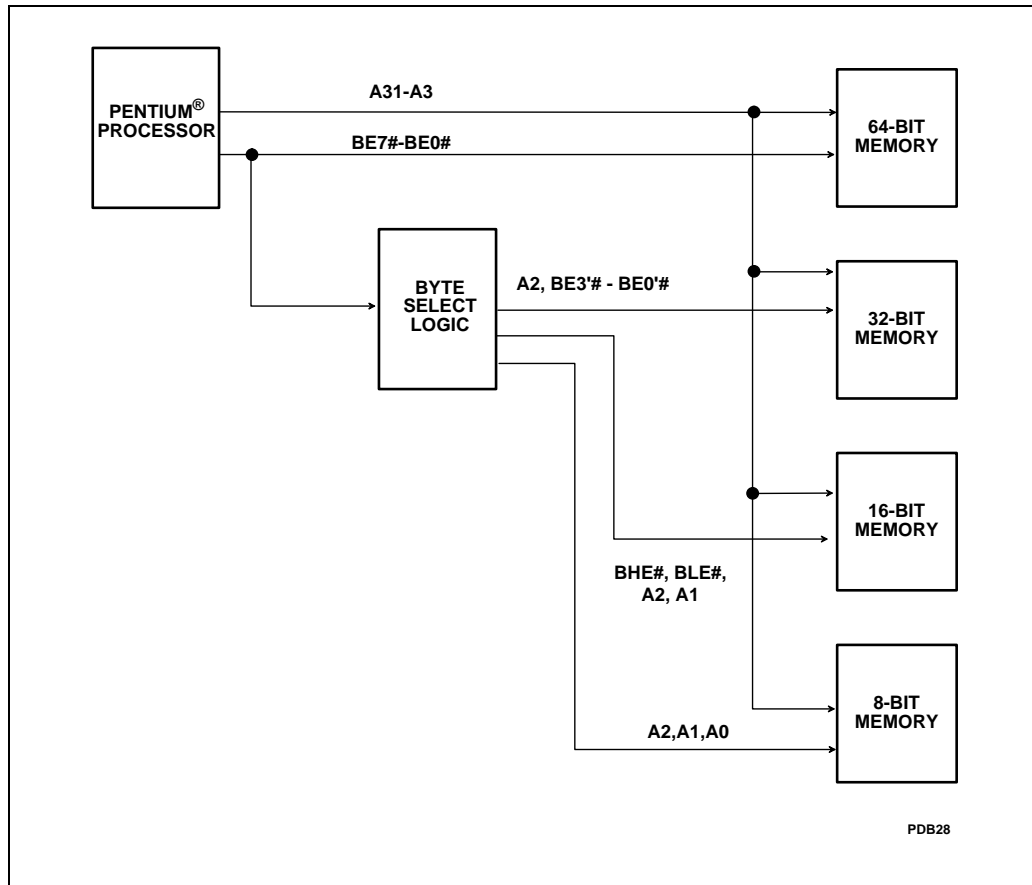 PENTIUM®
PROCESSOR
A31-A3
BE7#-BE0#
64-BIT
MEMORY
BYTE
SELECT
LOGIC
A2, BE3'# - BE0'#
32-BIT
MEMORY
16-BIT
MEMORY
BHE#, BLE#,
A2, A1
8-BIT
MEMORY
A2,A1,A0
PDB28